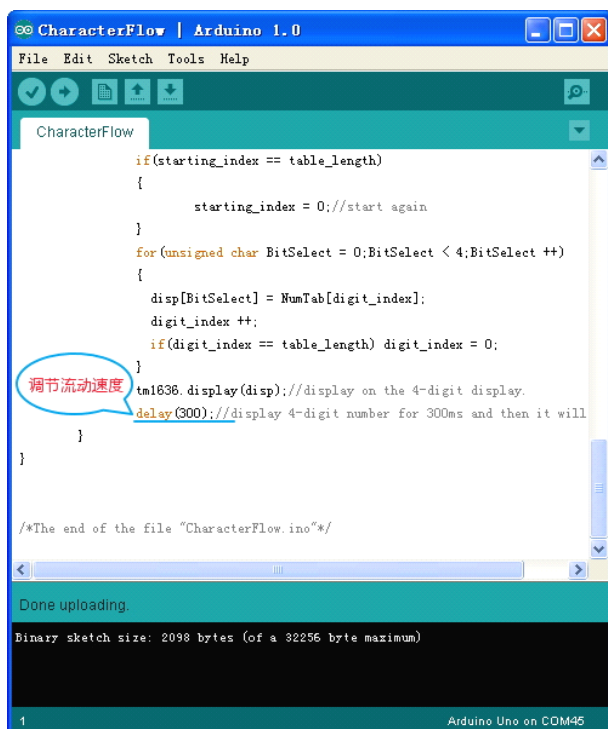 CharacterFlow | Arduino 1.0
File Edit Sketch Tools Help
CharacterFlow
if(starting_index == table_length)
{
starting_index = 0;//start again
}
for(unsigned char BitSelect = 0;BitSelect < 4;BitSelect ++)
{
disp[BitSelect] = NumTab[digit_index];
digit_index ++;
if(digit_index == table_length) digit_index = 0;
}
调节流动速度
tm1636.display(disp);//display on the 4-digit display.
delay(300);//display 4-digit number for 300ms and then it will
}
}
/*The end of the file "CharacterFlow.ino"*/
Done uploading.
Binary sketch size: 2098 bytes (of a 32256 byte maximum)
1 Arduino Uno on COM45